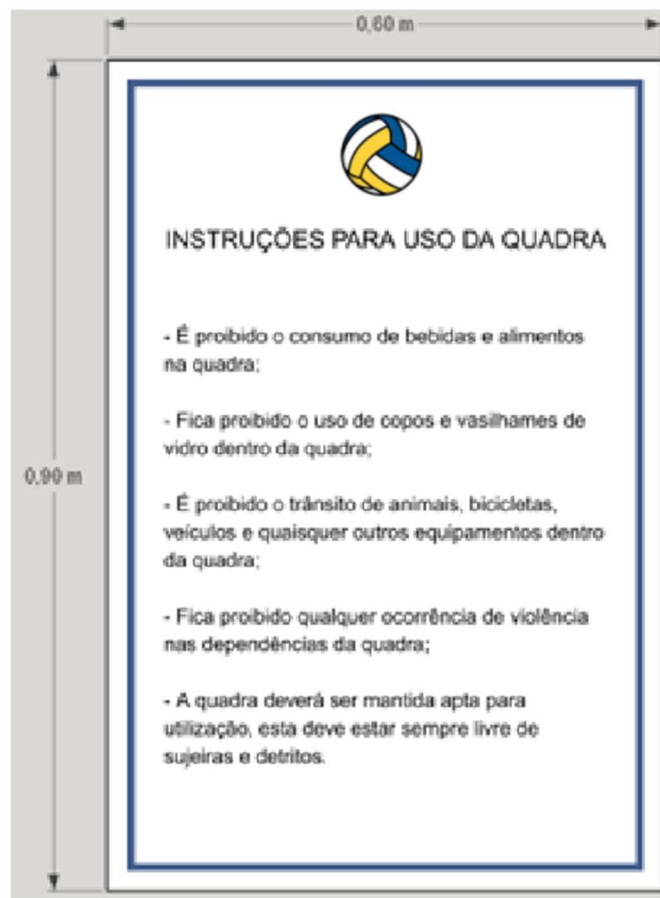 0,60 m
INSTRUÇÕES PARA USO DA QUADRA
- É proibido o consumo de bebidas e alimentos
na quadra;
- Fica proibido o uso de copos e vasilhames de
vidro dentro da quadra;
0,90 m
- É proibido o trânsito de animais, bicicletas,
veículos e quaisquer outros equipamentos dentro
da quadra;
- Fica proibido qualquer ocorrência de violência
nas dependências da quadra;
- A quadra deverá ser mantida apta para
utilização, esta deve estar sempre livre de
sujeiras e detritos.